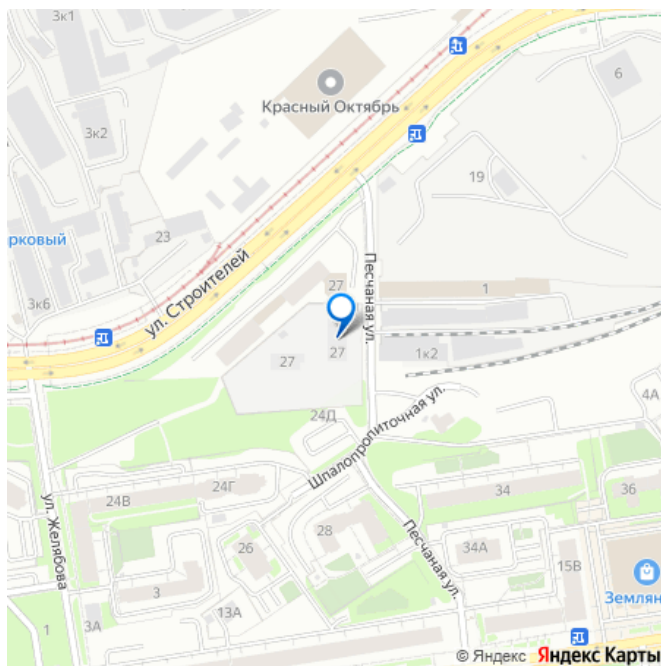 3к1
6
Красный Октябрь
3к2
19
23
рковый
ул. Строителей
Песчаная ул.
27
1
3к6
27
27
1к2
4А
24Д
Шпалопропиточная ул.
24Г
24В
34
36
ул. Желябова
28
26
Песчаная ул.
34А
15В
3
13А
Землян
1
3А
© Яндекс Яндекс Карты